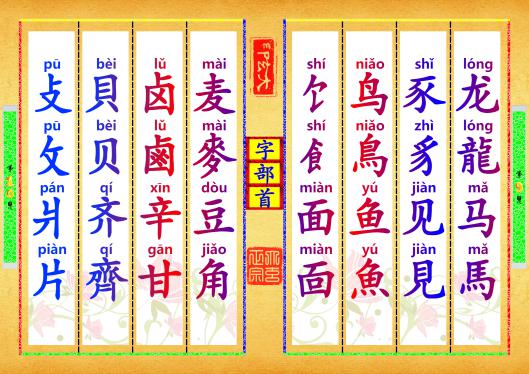 lóng
龙
lóng
龍
mǎ
马
mǎ
馬
shǐ
豕
zhì
豸
jiàn
见
jiàn
見
niǎo
鸟
niǎo
鳥
yú
鱼
yú
魚
shí
饣
shí
飠
miàn
面
miàn
靣
字部首
mài
麦
mài
麥
dòu
豆
jiǎo
角
lǔ
卤
lǔ
鹵
xīn
辛
gān
甘
bèi
貝
bèi
贝
qí
齐
qí
齊
pū
攴
pū
攵
pán
爿
piàn
片